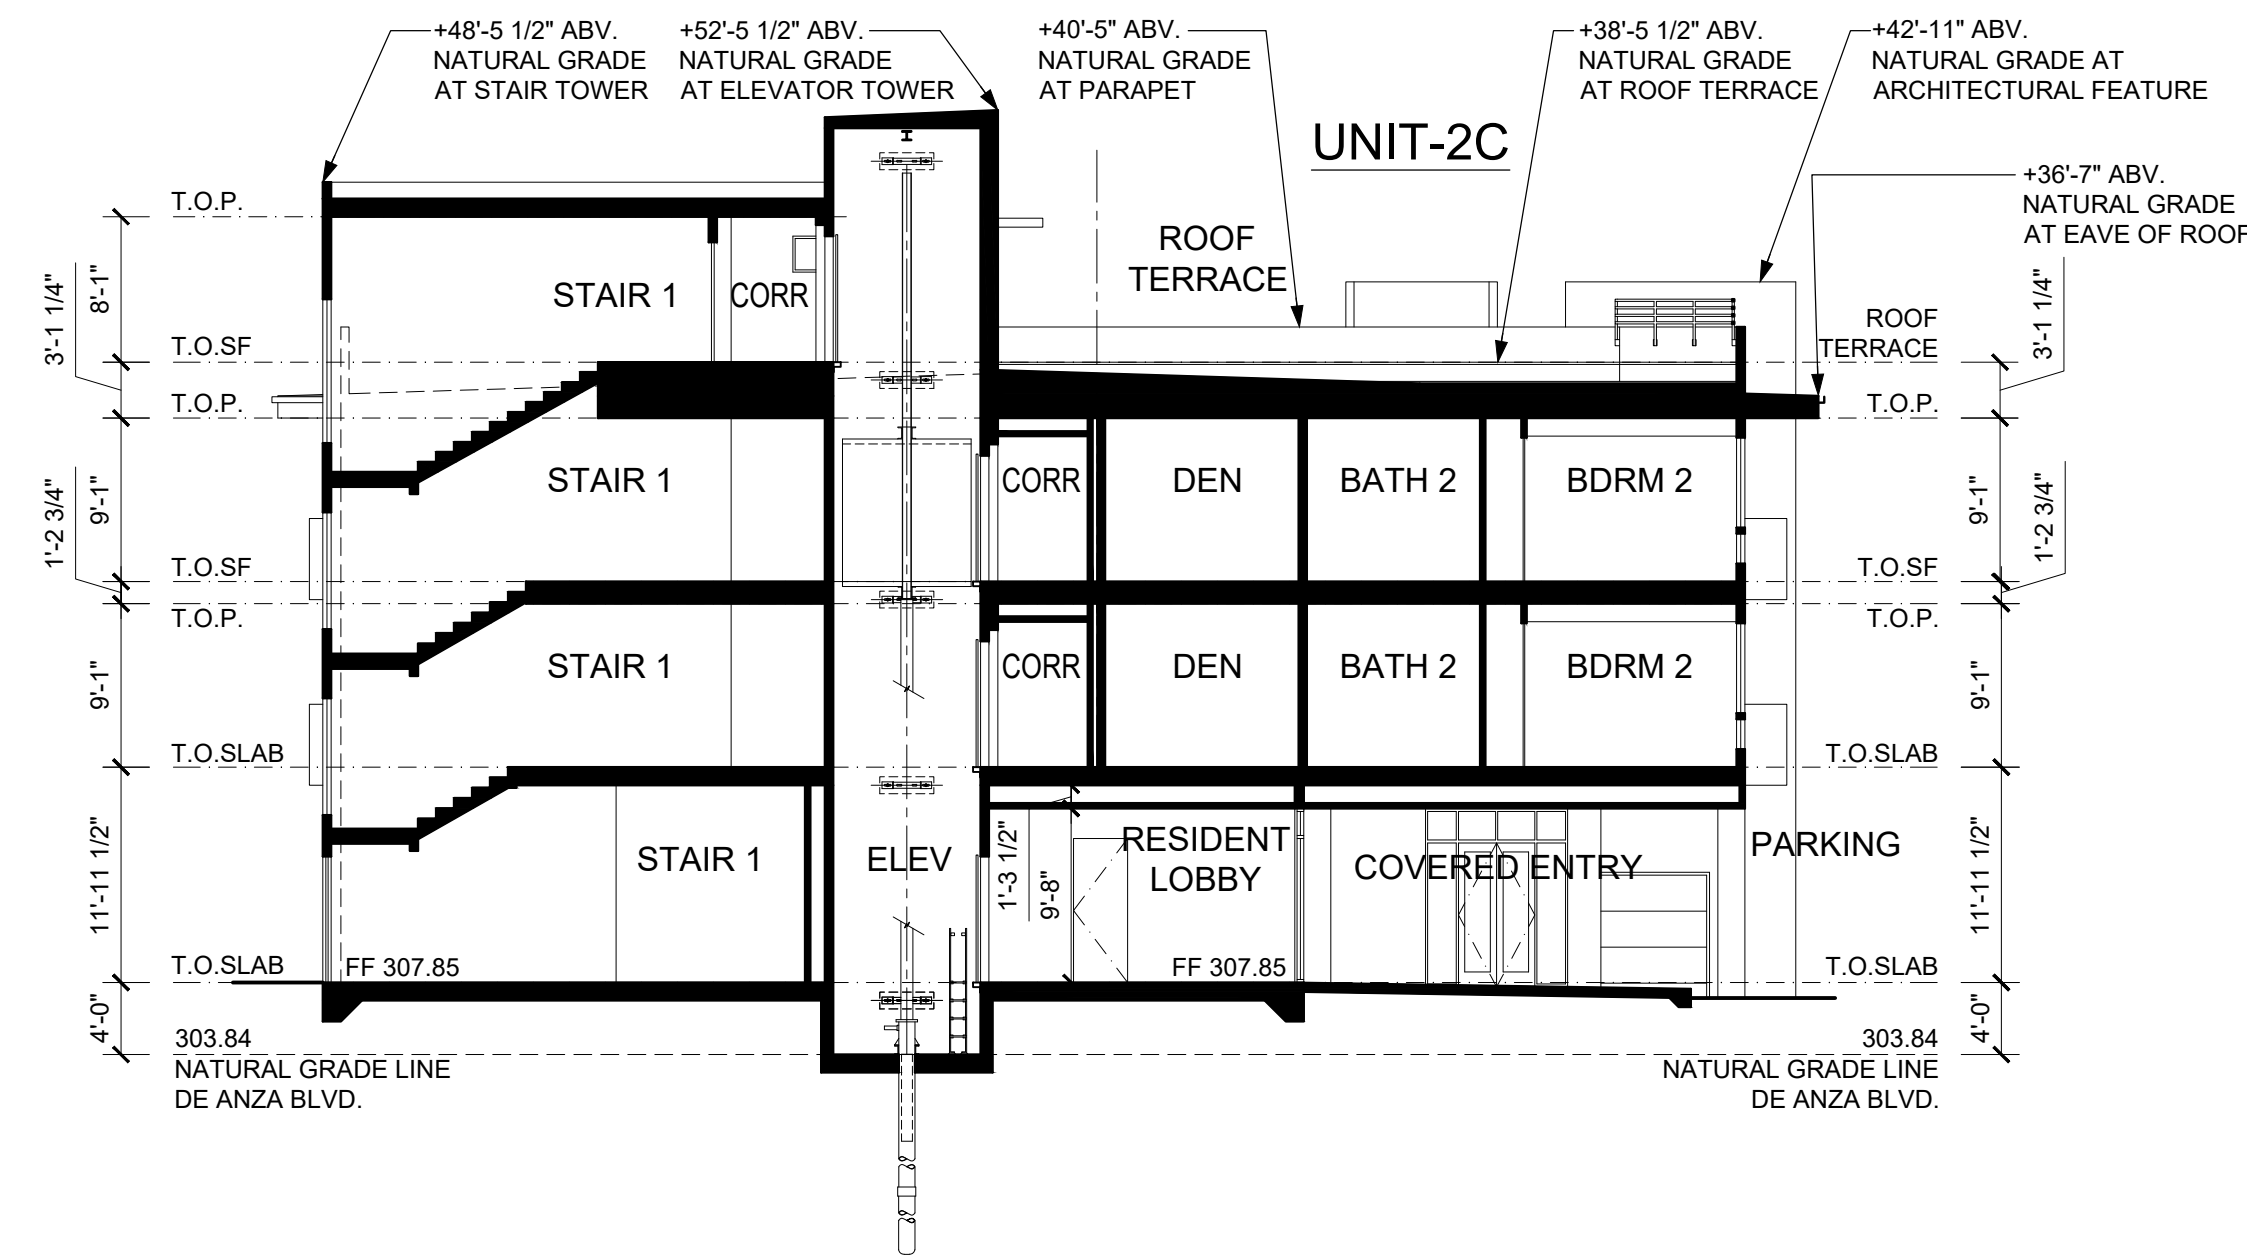 +48'-5 1/2" ABV.
NATURAL GRADE
AT STAIR TOWER
+52'-5 1/2" ABV.
NATURAL GRADE
AT ELEVATOR TOWER
+40'-5" ABV.
NATURAL GRADE
AT PARAPET
+38'-5 1/2" ABV.
NATURAL GRADE
AT ROOF TERRACE
+42'-11" ABV.
NATURAL GRADE AT
ARCHITECTURAL FEATURE
UNIT-2C
+36'-7" ABV.
NATURAL GRADE
AT EAVE OF ROOF
T.O.P.
8'-1"
3'-1 1/4"
STAIR 1
CORR
ROOF
TERRACE
ROOF
TERRACE
3'-1 1/4"
T.O.SF
T.O.P.
T.O.P.
1'-2 3/4"
9'-1"
STAIR 1
CORR
DEN
BATH 2
BDRM 2
9'-1"
1'-2 3/4"
T.O.SF
T.O.SF
T.O.P.
T.O.P.
9'-1"
STAIR 1
CORR
DEN
BATH 2
BDRM 2
9'-1"
T.O.SLAB
T.O.SLAB
11'-11 1/2"
STAIR 1
ELEV
1'-3 1/2"
9'-8"
RESIDENT
LOBBY
COVERED ENTRY
PARKING
11'-11 1/2"
T.O.SLAB
FF 307.85
FF 307.85
T.O.SLAB
4'-0"
4'-0"
303.84
NATURAL GRADE LINE
DE ANZA BLVD.
303.84
NATURAL GRADE LINE
DE ANZA BLVD.